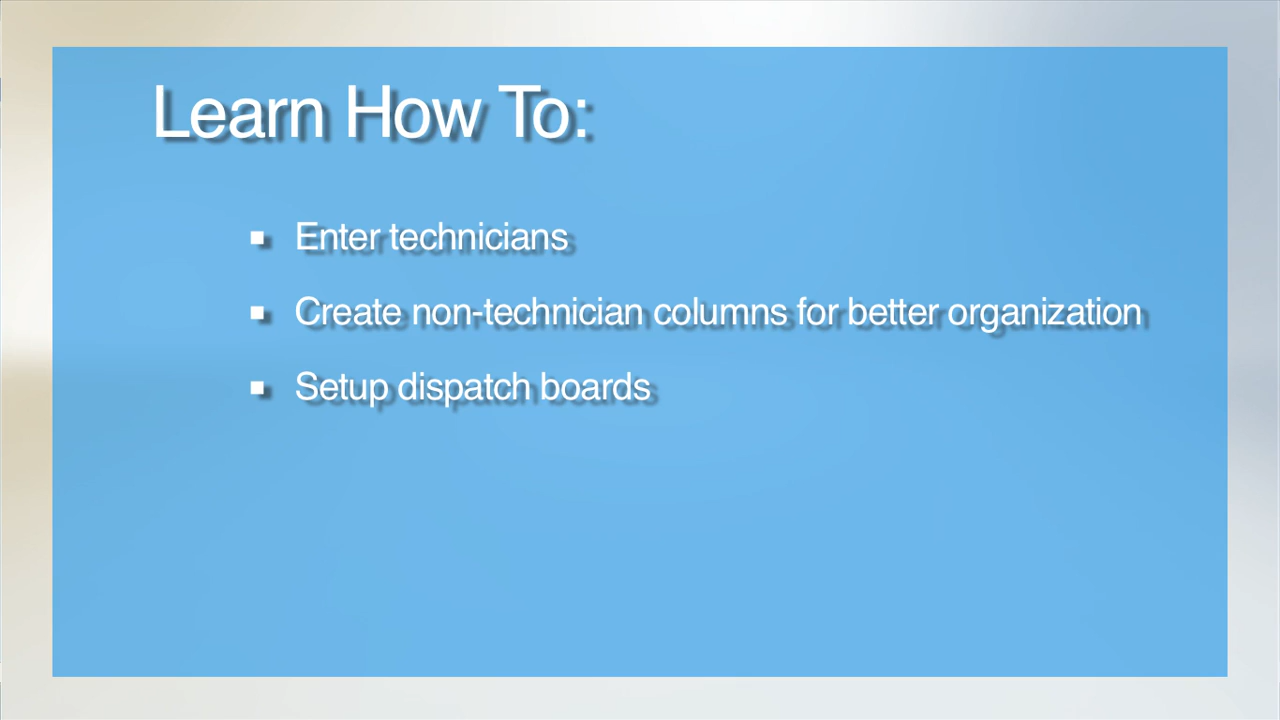 Learn How To:
▪ Enter technicians
▪ Create non-technician columns for better organization
▪ Setup dispatch boards